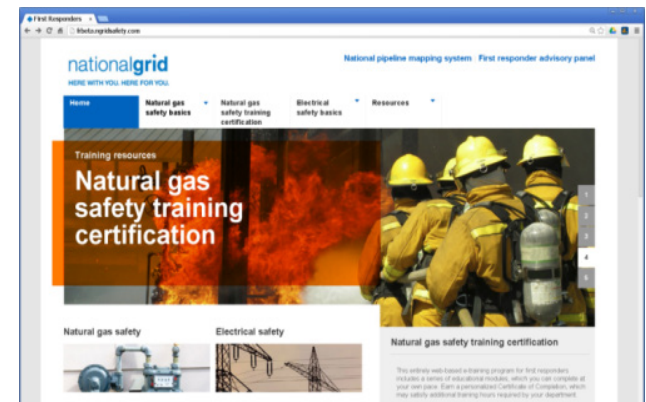 First Responders
frbeta.ngridsafety.com
nationalgrid
HERE WITH YOU. HERE FOR YOU.
National pipeline mapping system First responder advisory panel
Home
Natural gas
safety basics
Natural gas
safety training
certification
Electrical
safety basics
Resources
Training resources
Natural gas
safety training
certification
1
2
3
4
5
Natural gas safety
Electrical safety
Natural gas safety training certification
This entirely web-based e-training program for first responders
includes a series of educational modules, which you can complete at
your own pace. Earn a personalized Certificate of Completion, which
may satisfy additional training hours required by your department.